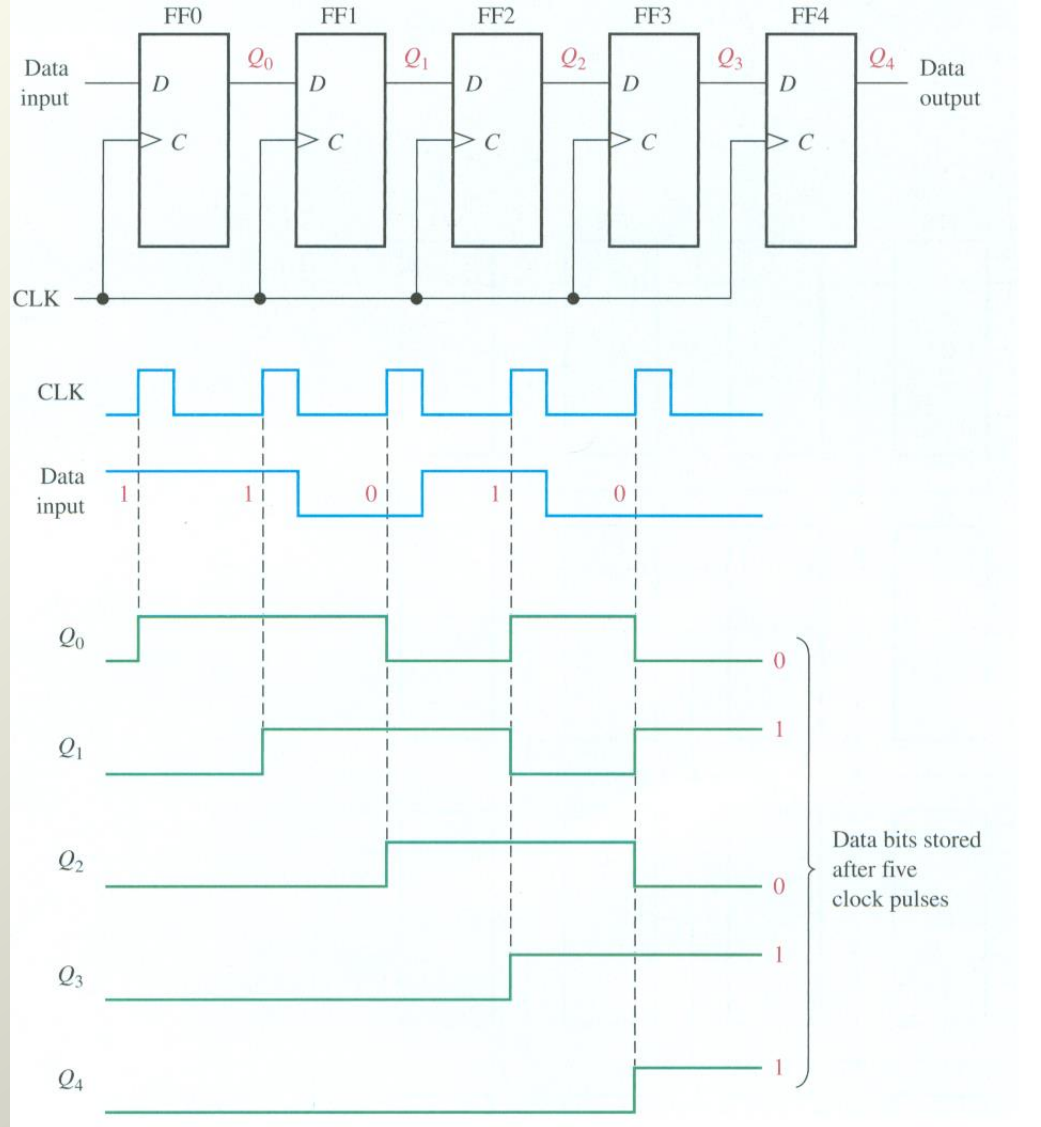 FF0 FF1 FF2 FF3 FF4
Data input
Q0 Q1 Q2 Q3 Q4
Data output
D D D D D
C C C C C
CLK
CLK
Data input
1 1 0 1 0
Q0
0
Q1
1
Q2
0
Data bits stored
after five
clock pulses
Q3
1
Q4
1